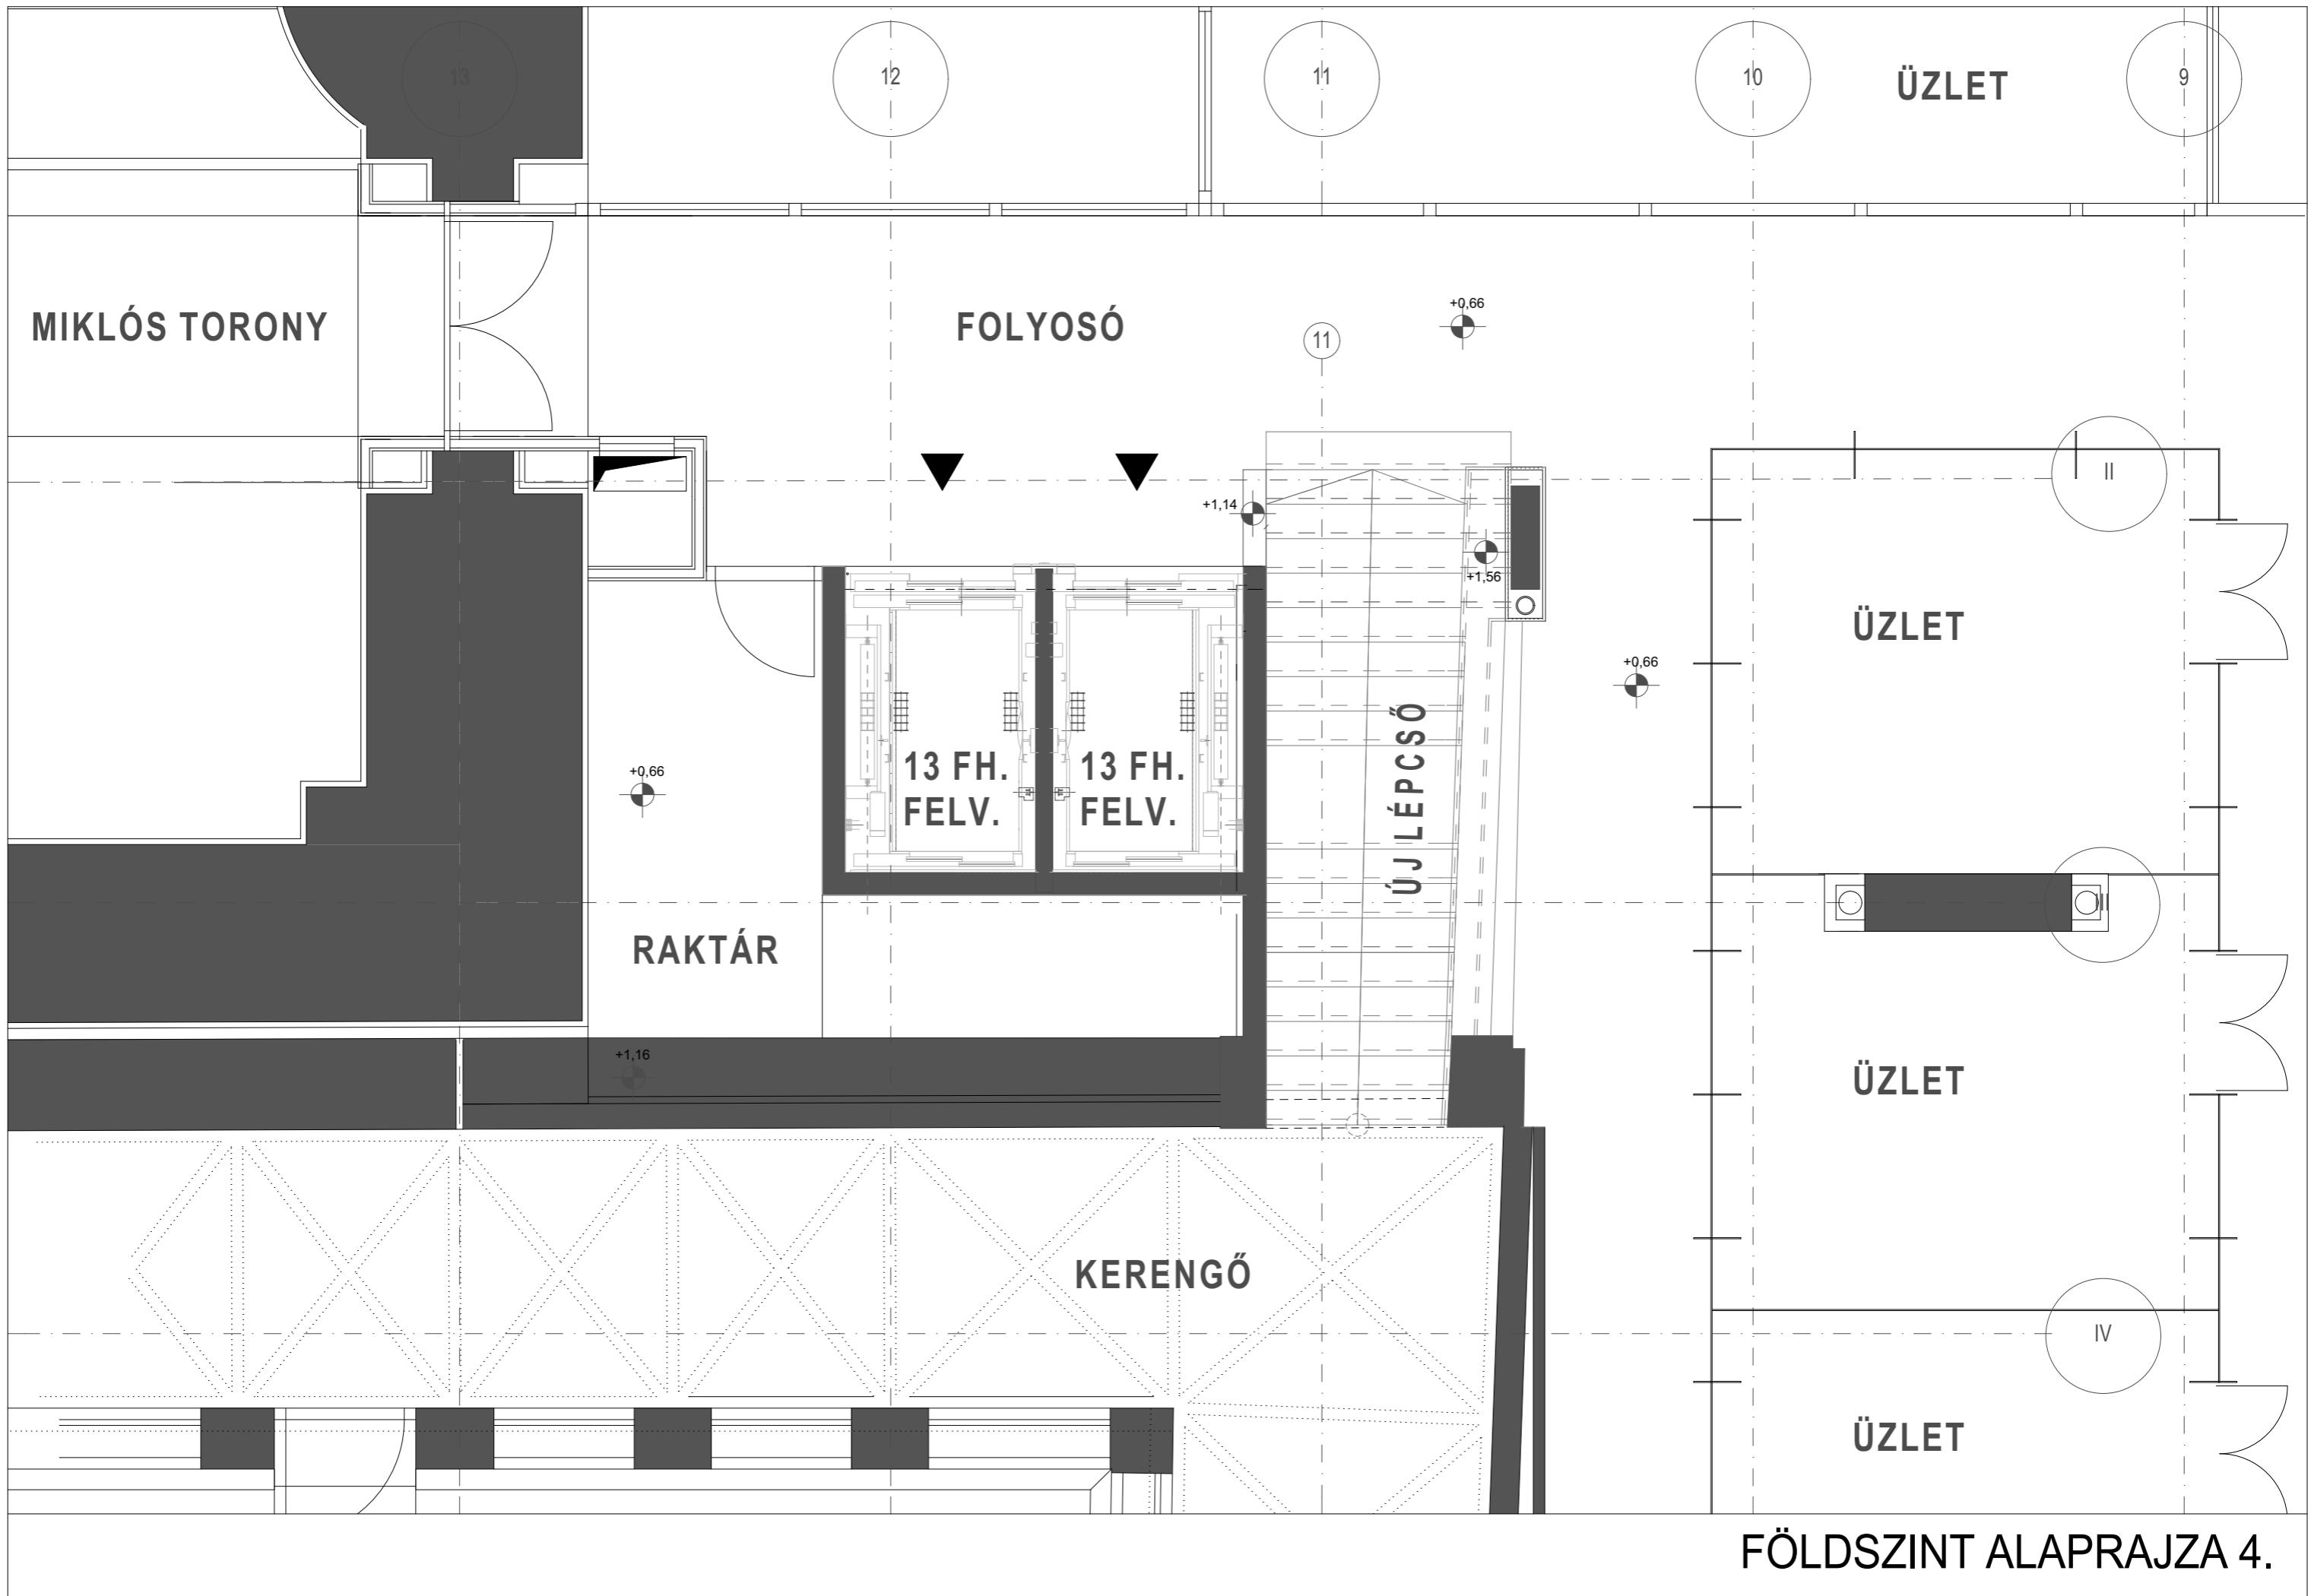 13
12
11
10
9
ÜZLET
MIKLÓS TORONY
FOLYOSÓ
+0,66
11
II
+1,14
+1,56
ÜZLET
+0,66
+0,66
ÚJ LÉPCSŐ
13 FH.
FELV.
13 FH.
FELV.
III
RAKTÁR
+1,16
ÜZLET
KERENGŐ
IV
ÜZLET
FÖLDSZINT ALAPRAJZA 4.